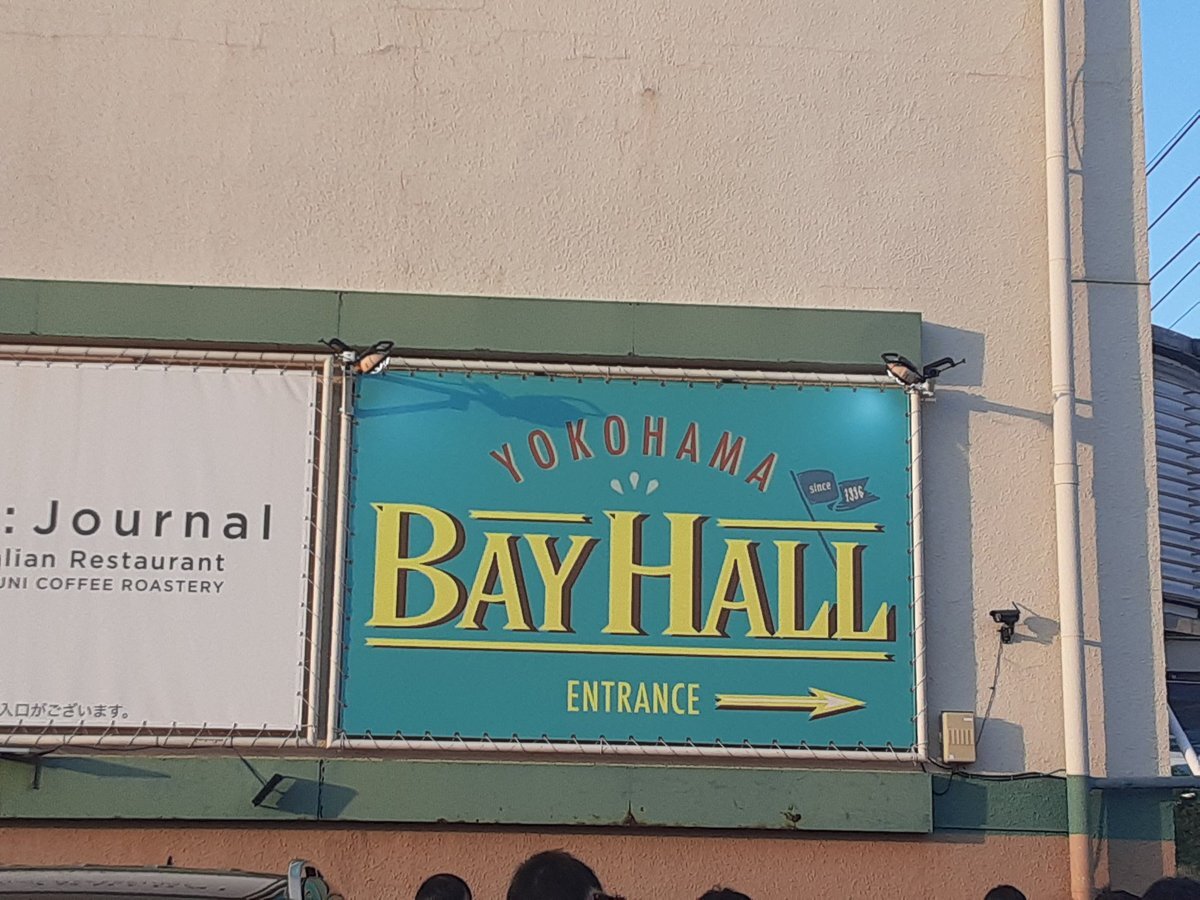 : Journal
lian Restaurant
UNI COFFEE ROASTERY
入口がございます。
YOKOHAMA
since 1996
BAY HALL
ENTRANCE